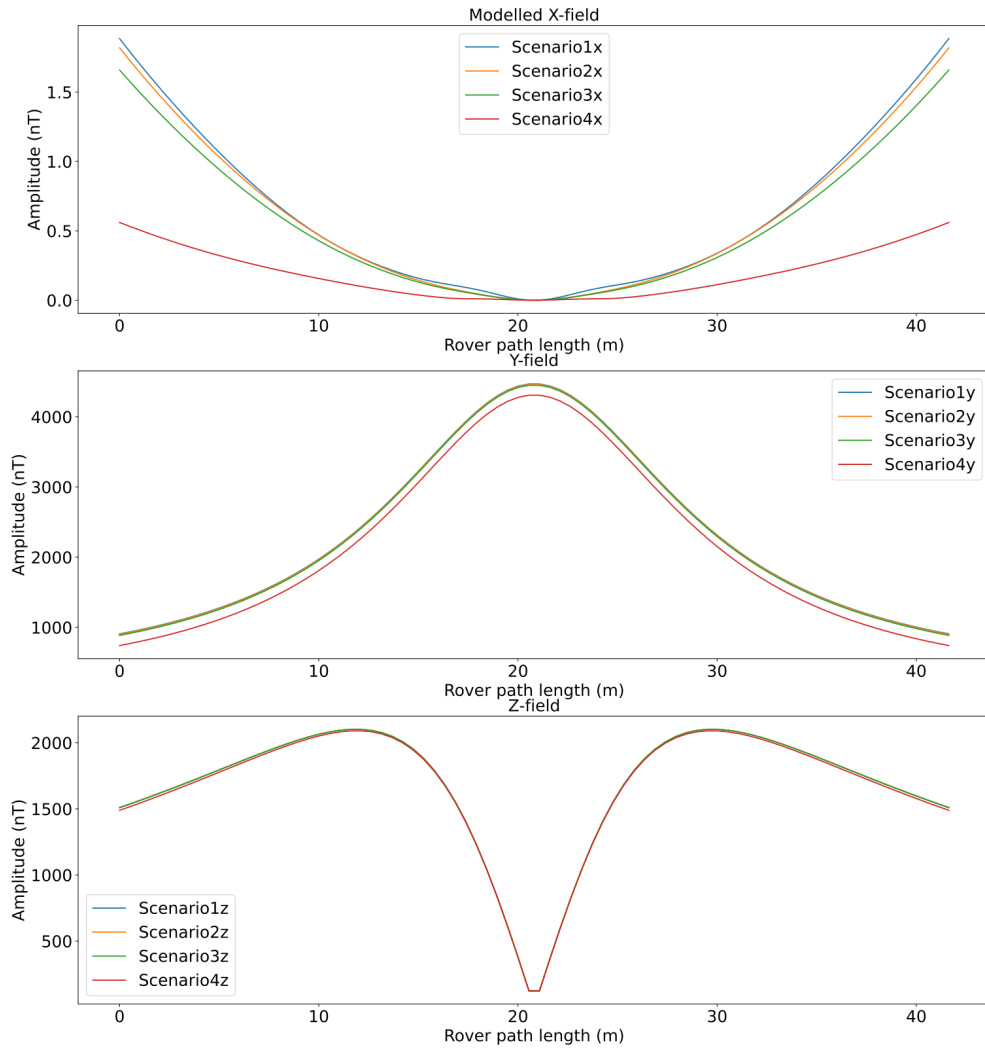 Modelled X-field
Amplitude (nT)
1.5
1.0
0.5
0.0
Scenario1x
Scenario2x
Scenario3x
Scenario4x
0 10 20 30 40
Rover path length (m)
Y-field
Amplitude (nT)
4000
3000
2000
1000
Scenario1y
Scenario2y
Scenario3y
Scenario4y
0 10 20 30 40
Rover path length (m)
Z-field
Amplitude (nT)
2000
1500
1000
500
Scenario1z
Scenario2z
Scenario3z
Scenario4z
0 10 20 30 40
Rover path length (m)